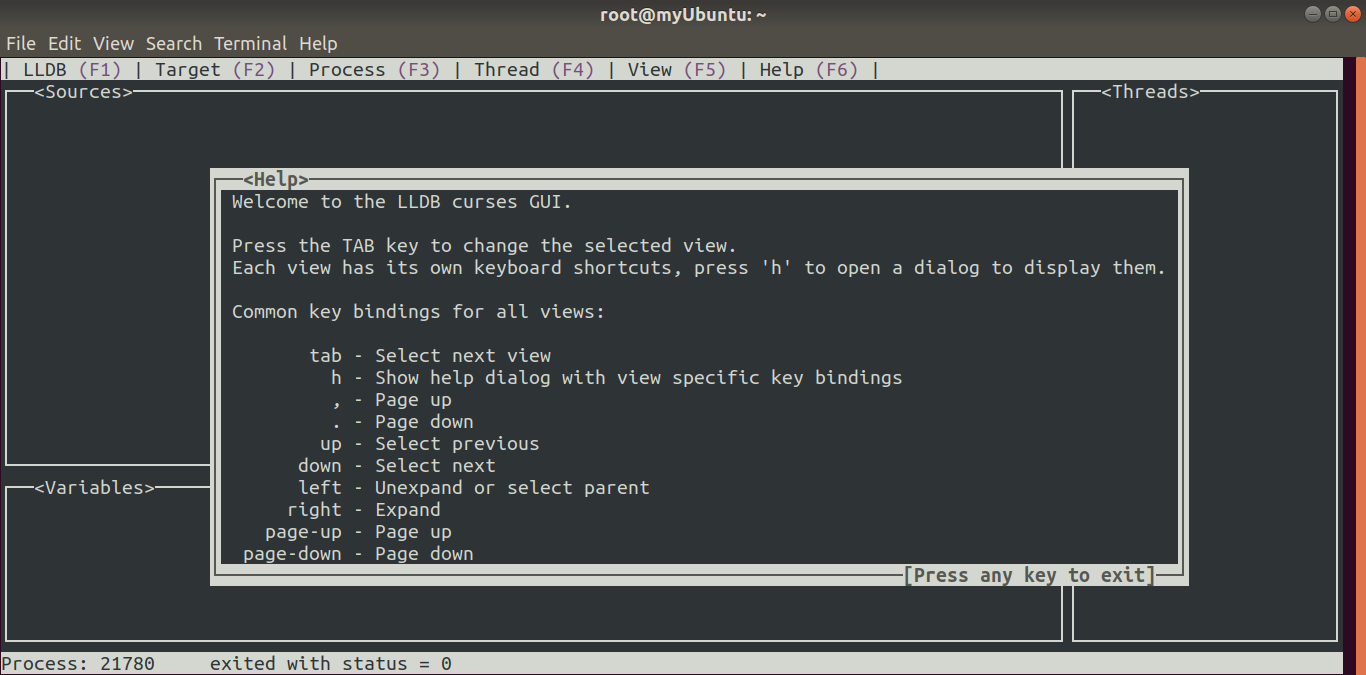 root@myUbuntu: ~
File Edit View Search Terminal Help
| LLDB (F1) | Target (F2) | Process (F3) | Thread (F4) | View (F5) | Help (F6) |
<Sources>
<Threads>
<Help>
Welcome to the LLDB curses GUI.
Press the TAB key to change the selected view.
Each view has its own keyboard shortcuts, press 'h' to open a dialog to display them.
Common key bindings for all views:
tab - Select next view
h - Show help dialog with view specific key bindings
, - Page up
. - Page down
up - Select previous
down - Select next
left - Unexpand or select parent
right - Expand
page-up - Page up
page-down - Page down
[Press any key to exit]
<Variables>
Process: 21780 exited with status = 0